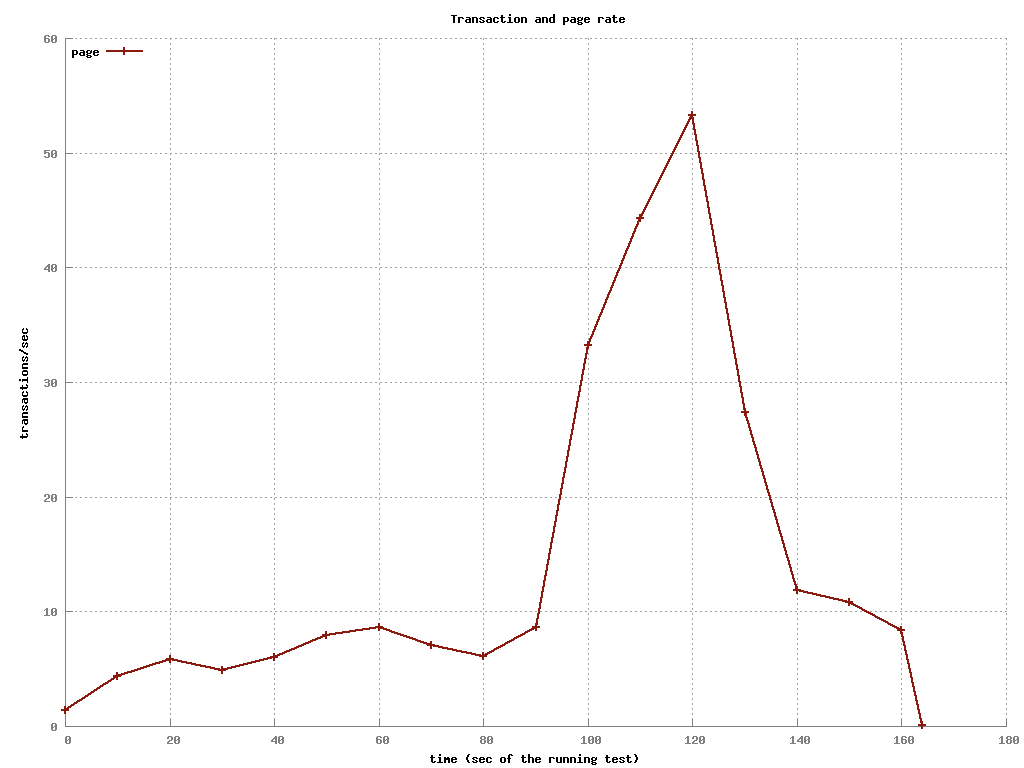 Transaction and page rate
page
60
50
40
30
20
10
0
transactions/sec
0 20 40 60 80 100 120 140 160 180
time (sec of the running test)